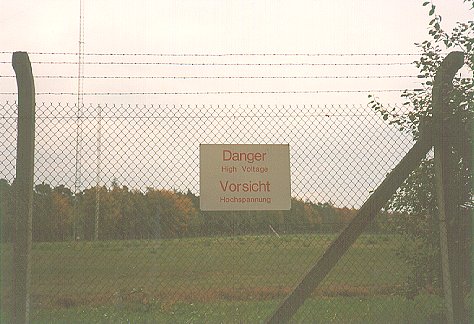 Danger
High Voltage
Vorsicht
Hochspannung